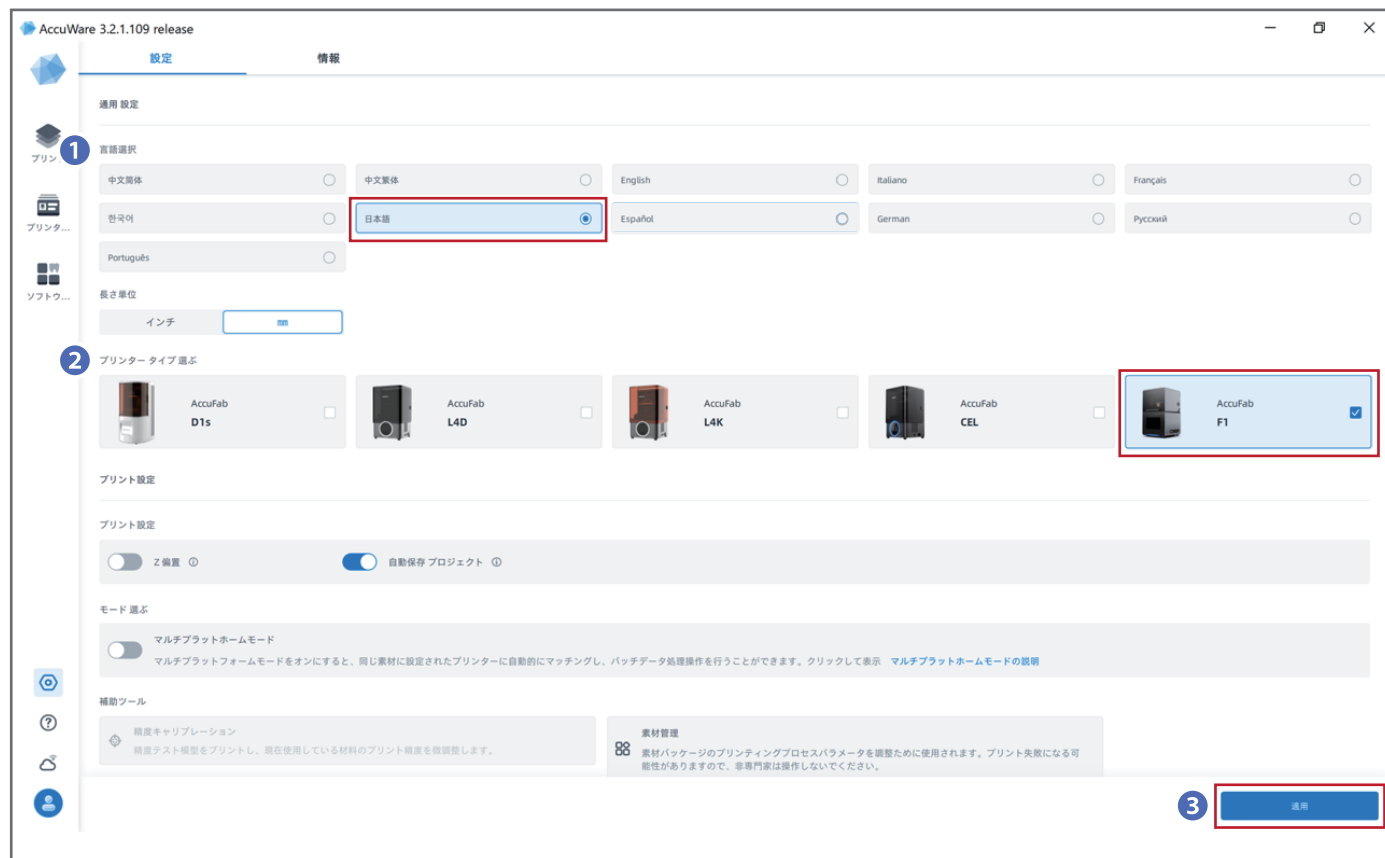 AccuWare 3.2.1.109 release
設定
情報
通用 設定
1
プリン
言語選択
中文简体
中文繁体
English
Italiano
Français
한국어
日本語
Español
German
Русский
Português
プリンタ...
ソフトウ...
長さ単位
インチ
mm
2
プリンター タイプ 選ぶ
AccuFab
D1s
AccuFab
L4D
AccuFab
L4K
AccuFab
CEL
AccuFab
F1
プリント設定
プリント設定
Z 偏置
自動保存 プロジェクト
モード 選ぶ
マルチプラットホームモード
マルチプラットフォームモードをオンにすると、同じ素材に設定されたプリンターに自動的にマッチングし、バッチデータ処理操作を行うことができます。クリックして表示 マルチプラットホームモードの説明
補助ツール
精度キャリブレーション
精度テスト模型をプリントし、現在使用している材料のプリント精度を微調整します。
素材管理
素材パッケージのプリンティングプロセスパラメータを調整ために使用されます。プリント失敗になる可
能性がありますので、非専門家は操作しないでください。
3
適用